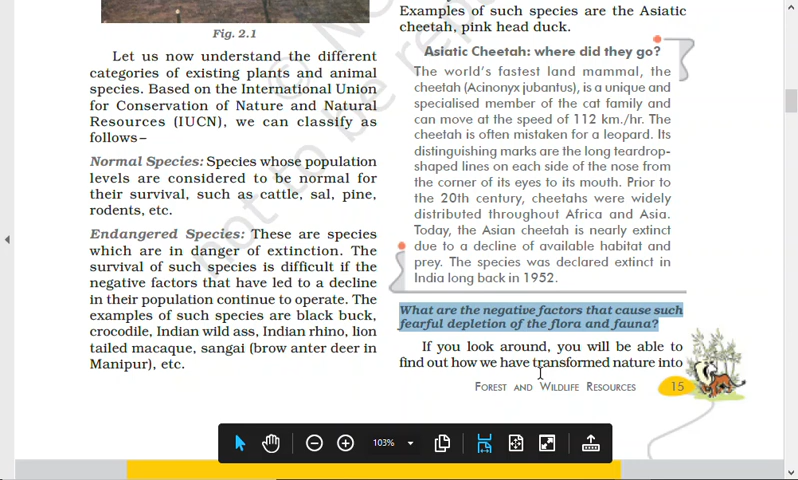 Fig. 2.1
Let us now understand the different
categories of existing plants and animal
species. Based on the International Union
for Conservation of Nature and Natural
Resources (IUCN), we can classify as
follows–
Normal Species: Species whose population
levels are considered to be normal for
their survival, such as cattle, sal, pine,
rodents, etc.
Endangered Species: These are species
which are in danger of extinction. The
survival of such species is difficult if the
negative factors that have led to a decline
in their population continue to operate. The
examples of such species are black buck,
crocodile, Indian wild ass, Indian rhino, lion
tailed macaque, sangai (brow anter deer in
Manipur), etc.
Examples of such species are the Asiatic
cheetah, pink head duck.
Asiatic Cheetah: where did they go?
The world's fastest land mammal, the
cheetah (Acinonyx jubantus), is a unique and
specialised member of the cat family and
can move at the speed of 112 km./hr. The
cheetah is often mistaken for a leopard. Its
distinguishing marks are the long teardrop-
shaped lines on each side of the nose from
the corner of its eyes to its mouth. Prior to
the 20th century, cheetahs were widely
distributed throughout Africa and Asia.
Today, the Asian cheetah is nearly extinct
due to a decline of available habitat and
prey. The species was declared extinct in
India long back in 1952.
What are the negative factors that cause such
fearful depletion of the flora and fauna?
If you look around, you will be able to
find out how we have transformed nature into
FOREST AND WILDLIFE RESOURCES 15
103%